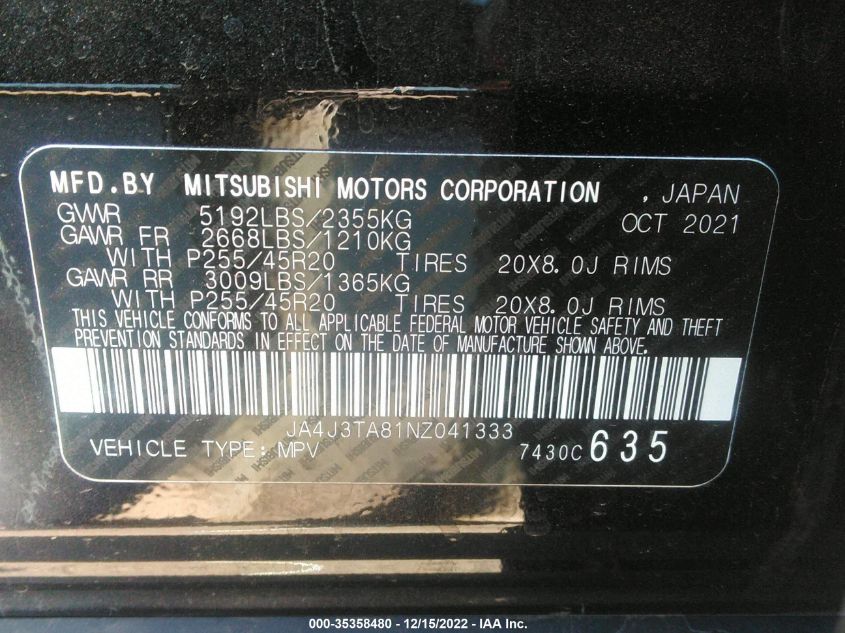 MFD.BY MITSUBISHI MOTORS CORPORATION , JAPAN
GVWR 5192LBS/2355KG OCT 2021
GAWR FR 2668LBS/1210KG
WITH P255/45R20 TIRES 20X8.0J RIMS
GAWR RR 3009LBS/1365KG
WITH P255/45R20 TIRES 20X8.0J RIMS
THIS VEHICLE CONFORMS TO ALL APPLICABLE FEDERAL MOTOR VEHICLE SAFETY AND THEFT
PREVENTION STANDARDS IN EFFECT ON THE DATE OF MANUFACTURE SHOWN ABOVE.
JA4J3TA81NZ041333
VEHICLE TYPE:MPV 7430C 635
000-35358480 - 12/15/2022 - © IAA, Inc.